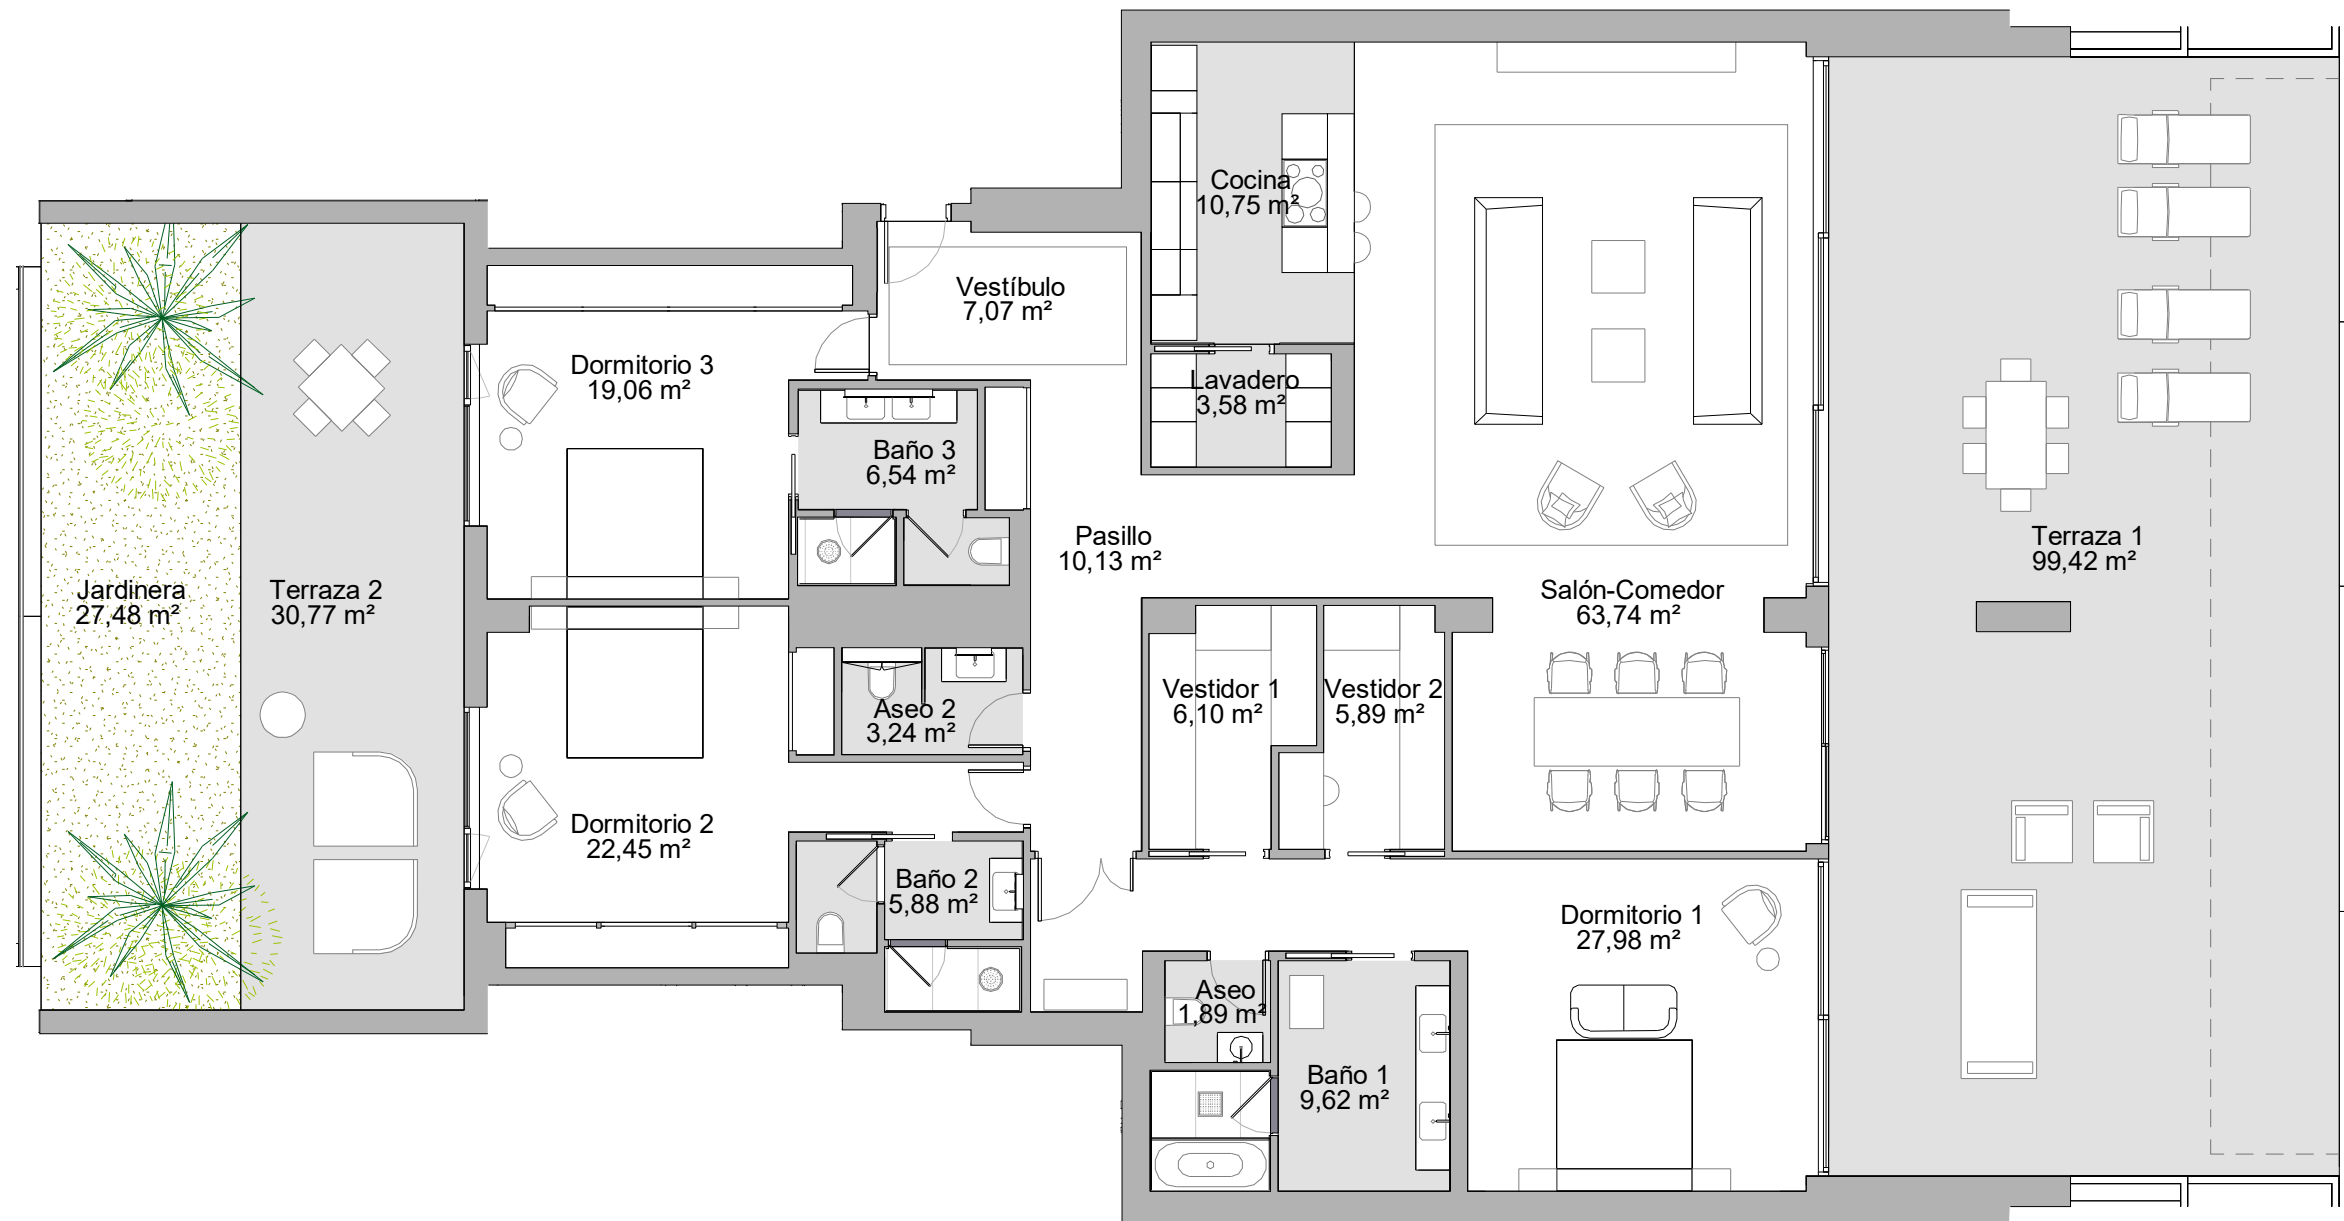 Cocina
10,75 m²
Vestíbulo
7,07 m²
Dormitorio 3
19,06 m²
Lavadero
3,58 m²
Baño 3
6,54 m²
Pasillo
10,13 m²
Terraza 1
99,42 m²
Jardinera
27,48 m²
Terraza 2
30,77 m²
Salón-Comedor
63,74 m²
Vestidor 1
6,10 m²
Vestidor 2
5,89 m²
Aseo 2
3,24 m²
Dormitorio 2
22,45 m²
Baño 2
5,88 m²
Dormitorio 1
27,98 m²
Aseo
1,89 m²
Baño 1
9,62 m²